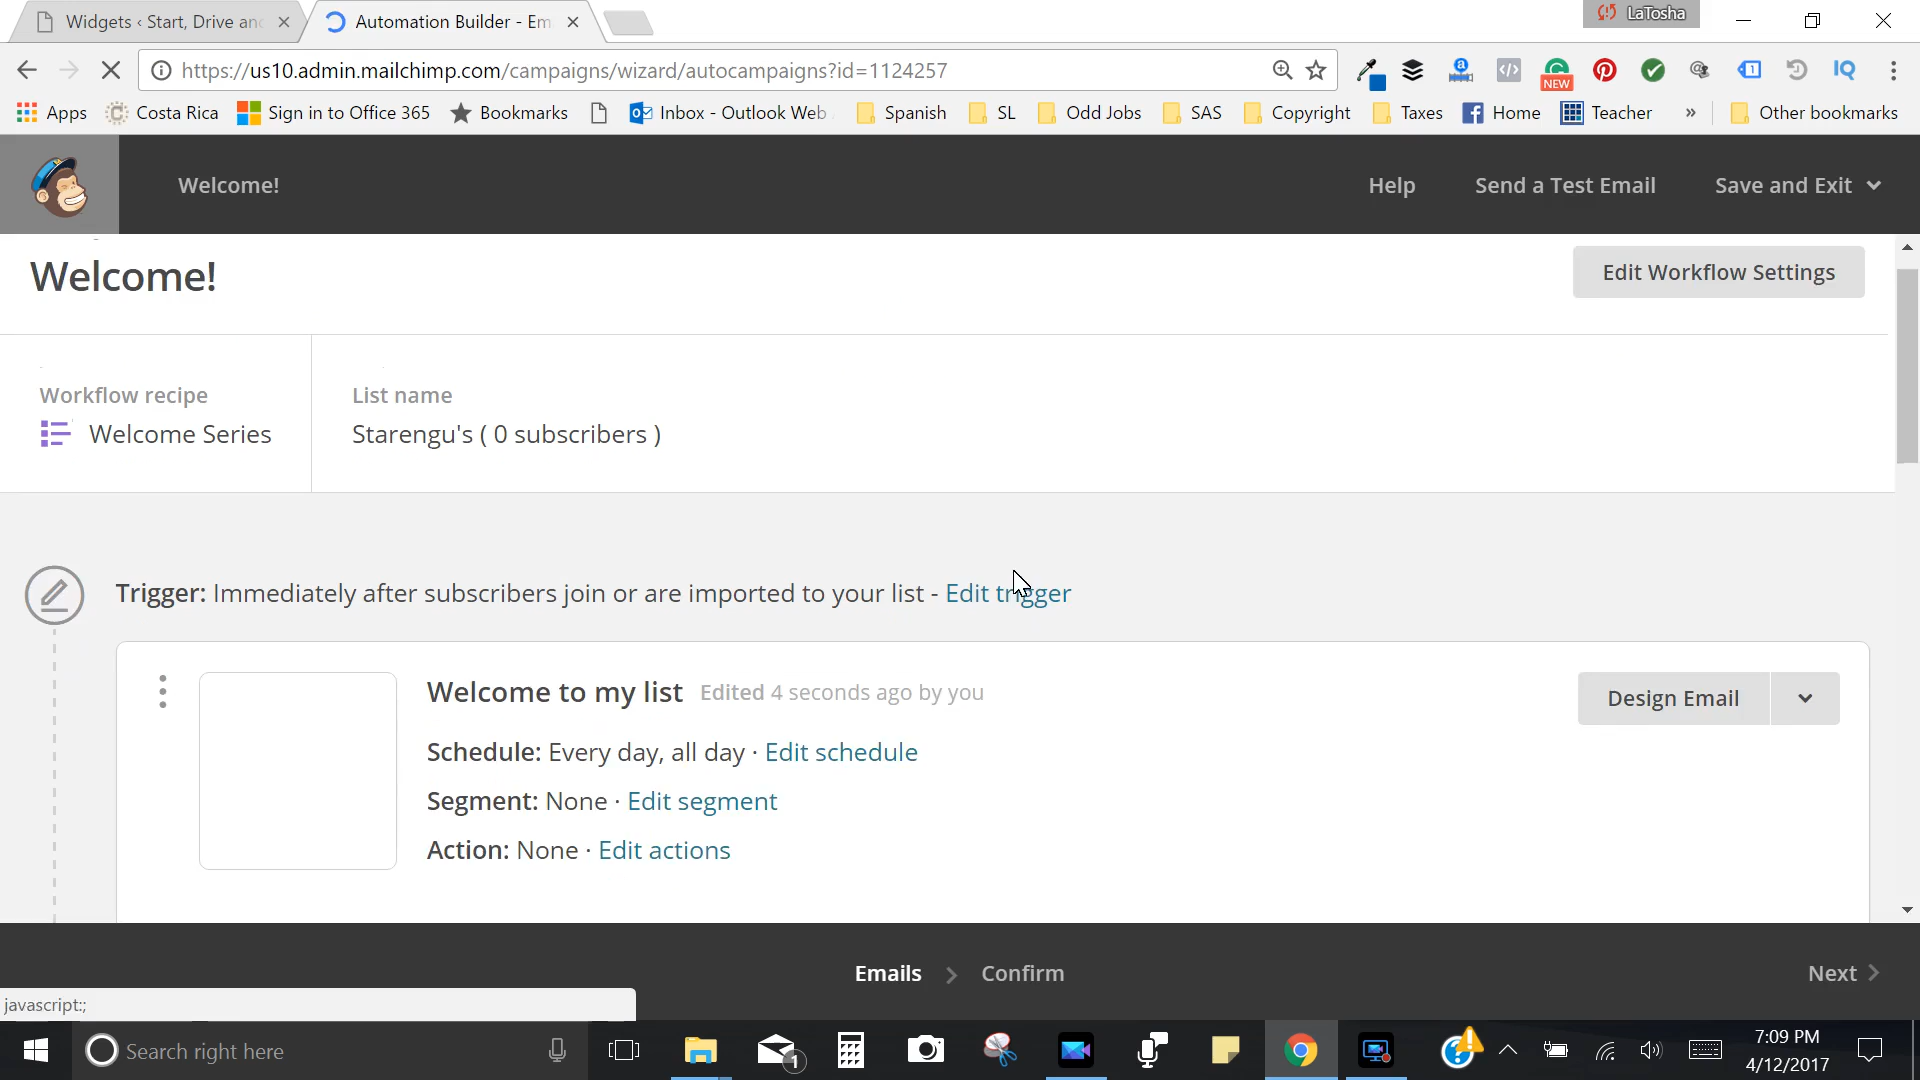 Widgets ‹ Start, Drive an
Automation Builder - Em
LaTosha
https://us10.admin.mailchimp.com/campaigns/wizard/autocampaigns?id=1124257
NEW
1
IQ
Apps
Costa Rica
Sign in to Office 365
Bookmarks
Inbox - Outlook Web
Spanish
SL
Odd Jobs
SAS
Copyright
Taxes
Home
Teacher
»
Other bookmarks
Welcome!
Help
Send a Test Email
Save and Exit
Welcome!
Edit Workflow Settings
Workflow recipe
Welcome Series
List name
Starengu's ( 0 subscribers )
Trigger: Immediately after subscribers join or are imported to your list - Edit trigger
Welcome to my list Edited 4 seconds ago by you
Design Email
Schedule: Every day, all day · Edit schedule
Segment: None · Edit segment
Action: None · Edit actions
Emails
Confirm
Next
javascript:;
Search right here
1
7:09 PM
4/12/2017